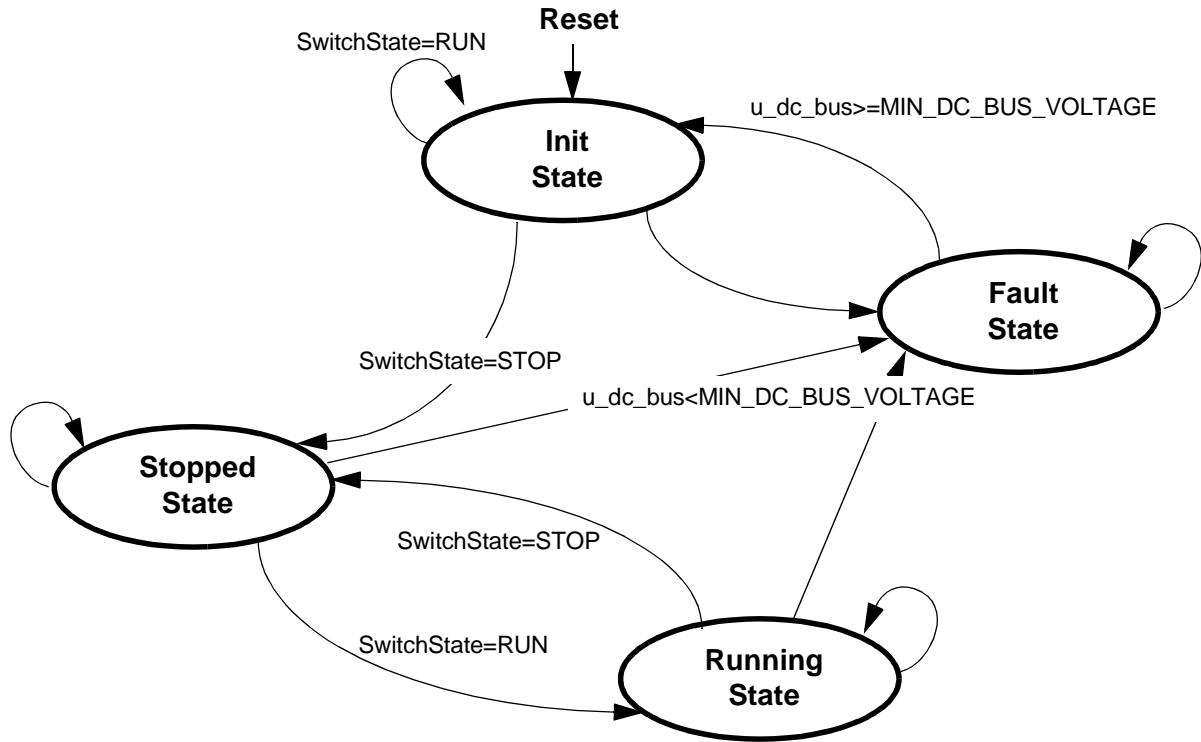 Reset
SwitchState=RUN
u_dc_bus>=MIN_DC_BUS_VOLTAGE
Init
State
Fault
State
SwitchState=STOP
u_dc_bus<MIN_DC_BUS_VOLTAGE
Stopped
State
SwitchState=STOP
SwitchState=RUN
Running
State